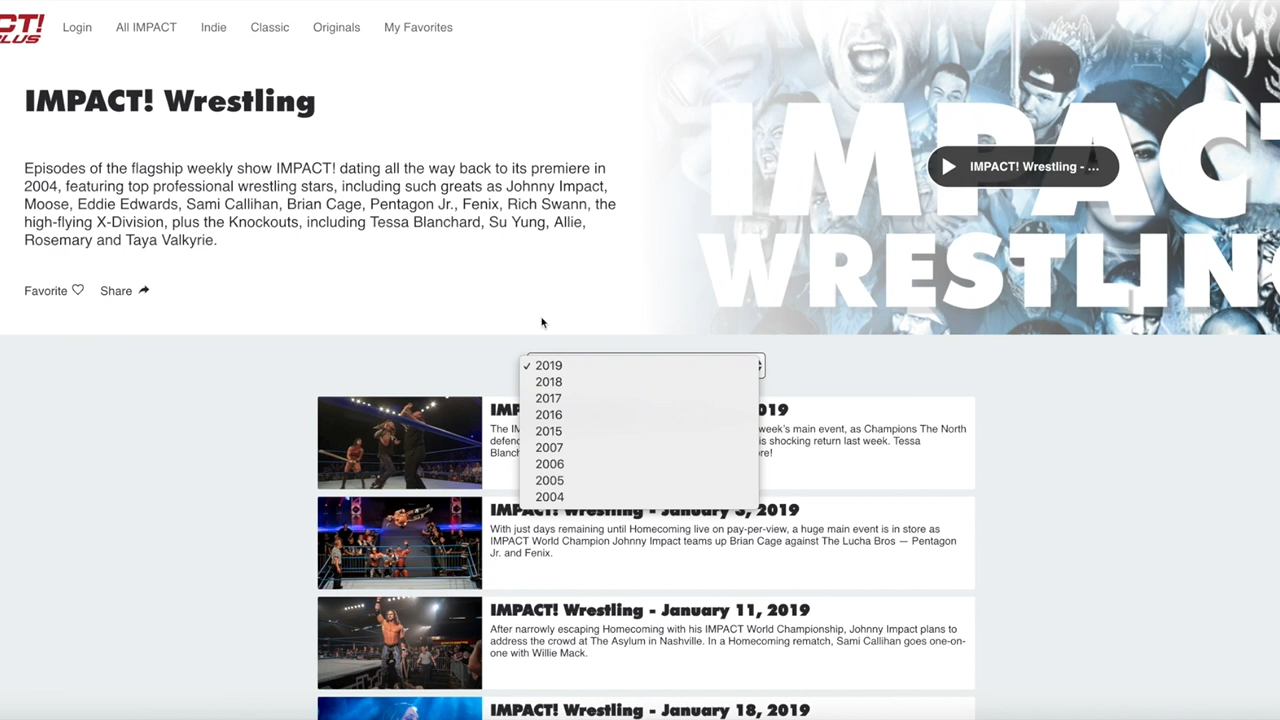 CT!
PLUS
Login
All IMPACT
Indie
Classic
Originals
My Favorites
IMPACT! Wrestling
Episodes of the flagship weekly show IMPACT! dating all the way back to its premiere in
2004, featuring top professional wrestling stars, including such greats as Johnny Impact,
Moose, Eddie Edwards, Sami Callihan, Brian Cage, Pentagon Jr., Fenix, Rich Swann, the
high-flying X-Division, plus the Knockouts, including Tessa Blanchard, Su Yung, Allie,
Rosemary and Taya Valkyrie.
Favorite
Share
IMPACT
WRESTLING
IMPACT! Wrestling - ...
2019
2018
2017
2016
2015
2007
2006
2005
2004
IMP 019
The IM week's main event, as Champions The North
defend is shocking return last week. Tessa
Blanch re!
IMPACT! Wrestling - January 3, 2019
With just days remaining until Homecoming live on pay-per-view, a huge main event is in store as
IMPACT World Champion Johnny Impact teams up Brian Cage against The Lucha Bros — Pentagon
Jr. and Fenix.
IMPACT! Wrestling - January 11, 2019
After narrowly escaping Homecoming with his IMPACT World Championship, Johnny Impact plans to
address the crowd at The Asylum in Nashville. In a Homecoming rematch, Sami Callihan goes one-on-
one with Willie Mack.
IMPACT! Wrestling - January 18, 2019